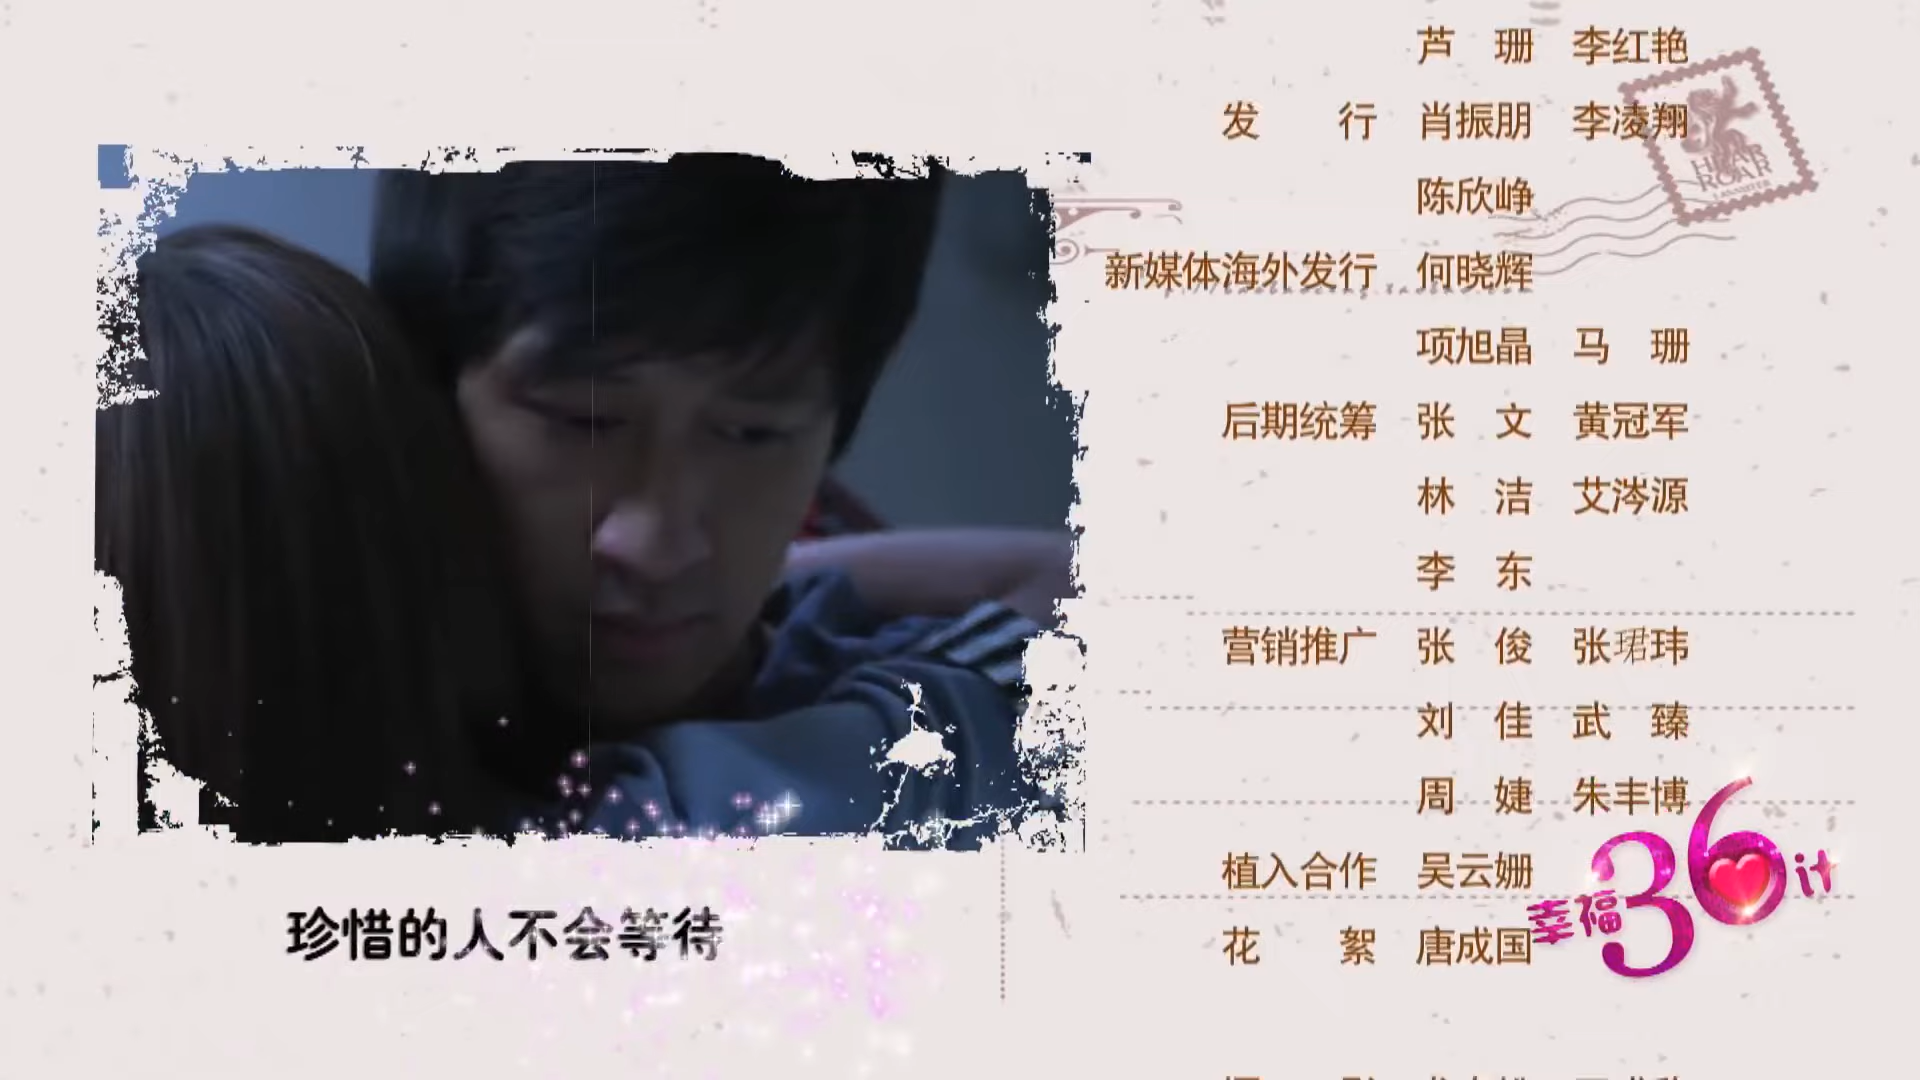 芦　珊　李红艳
发　　行　肖振朋　李凌翔
陈欣峥
新媒体海外发行　何晓辉
项旭晶　马　珊
后期统筹　张　文　黄冠军
林　洁　艾涔源
李　东
营销推广　张　俊　张珺玮
刘　佳　武　臻
周　婕　朱丰博
植入合作　吴云姗
花　　絮　唐成国
珍惜的人不会等待
幸福36计